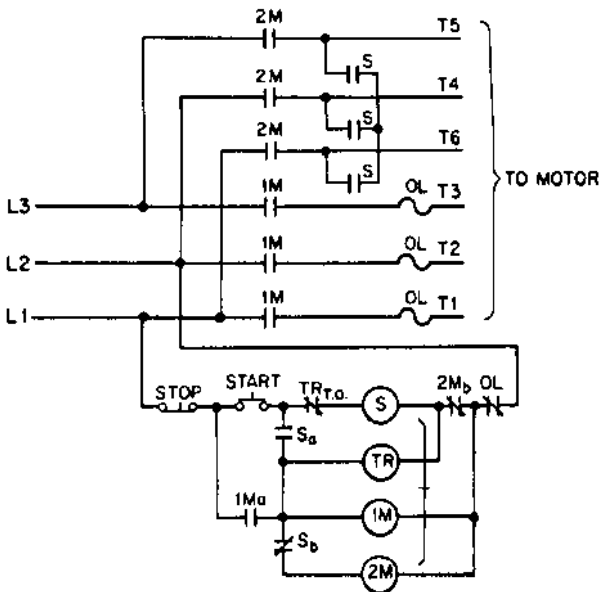 2M
T5
S
2M
T4
S
2M
T6
S
TO MOTOR
L3
1M
OL
T3
L2
1M
OL
T2
L1
1M
OL
T1
STOP
START
TR T.O.
S
2Mb
OL
Sa
TR
1Ma
1M
Sb
2M